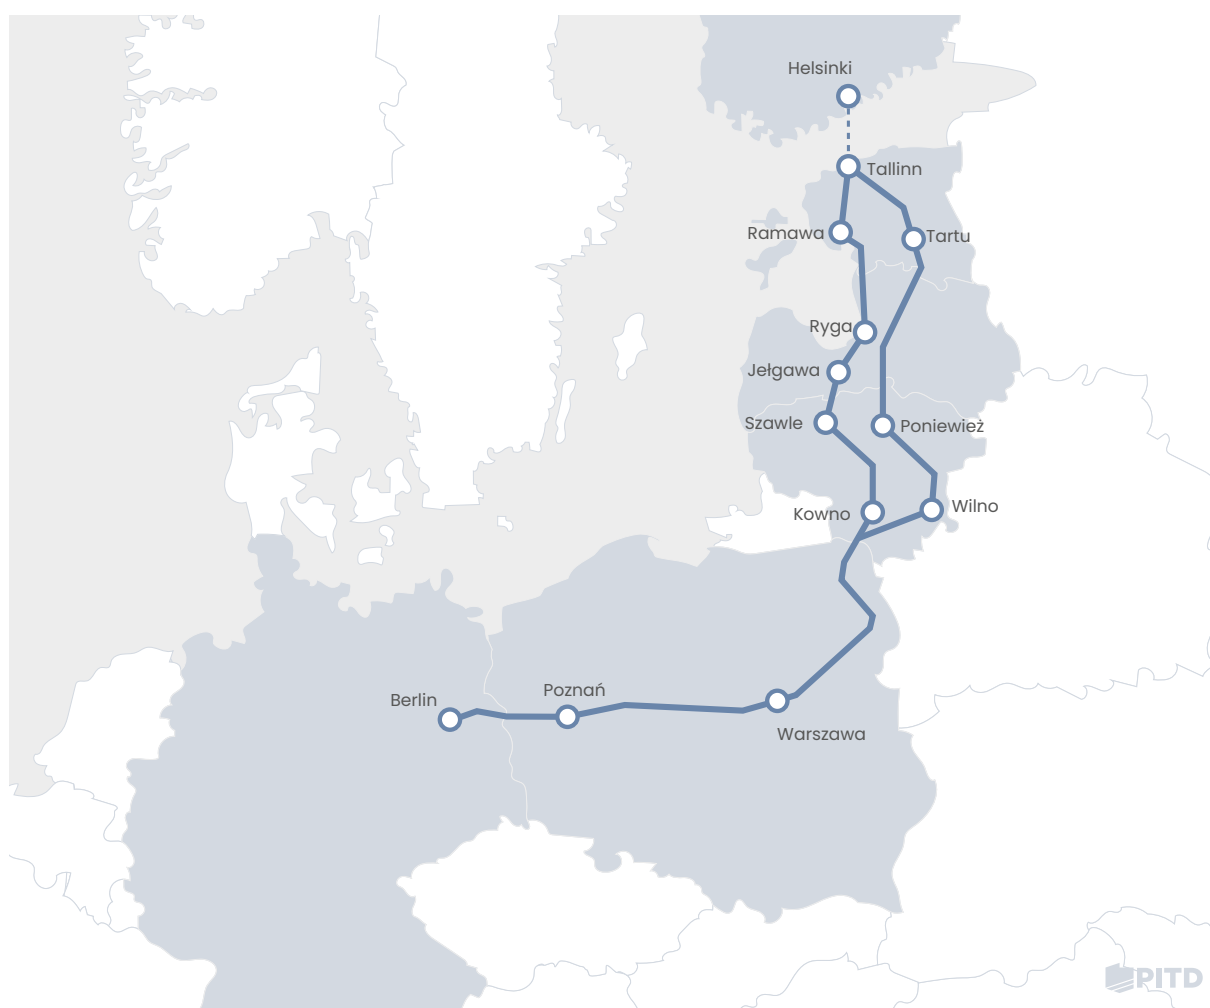 Helsinki
Tallinn
Ramawa
Tartu
Ryga
Jełgawa
Szawle
Poniewież
Kowno
Wilno
Berlin
Poznań
Warszawa
PITD